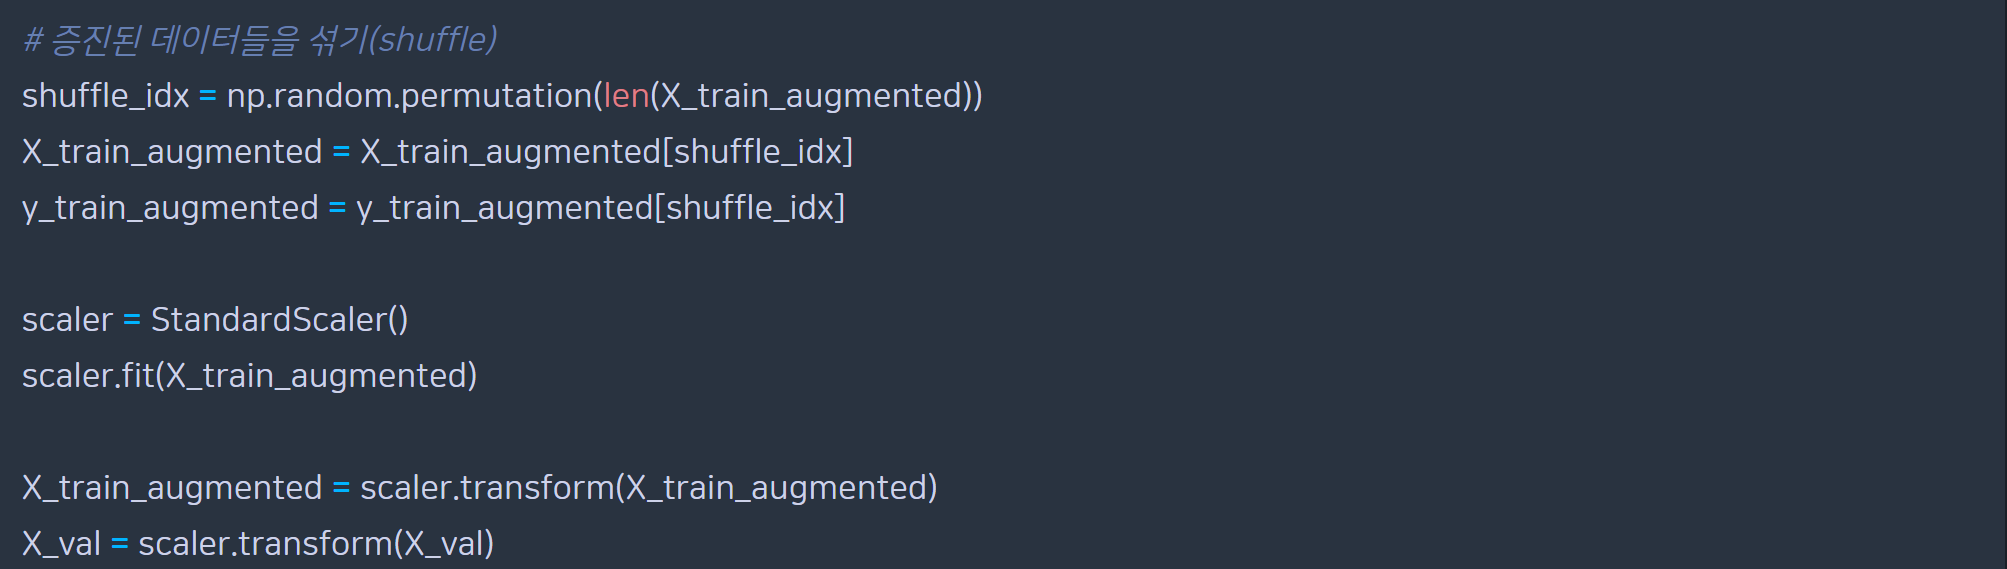 # 증진된 데이터들을 섞기(shuffle)
shuffle_idx = np.random.permutation(len(X_train_augmented))
X_train_augmented = X_train_augmented[shuffle_idx]
y_train_augmented = y_train_augmented[shuffle_idx]
scaler = StandardScaler()
scaler.fit(X_train_augmented)
X_train_augmented = scaler.transform(X_train_augmented)
X_val = scaler.transform(X_val)